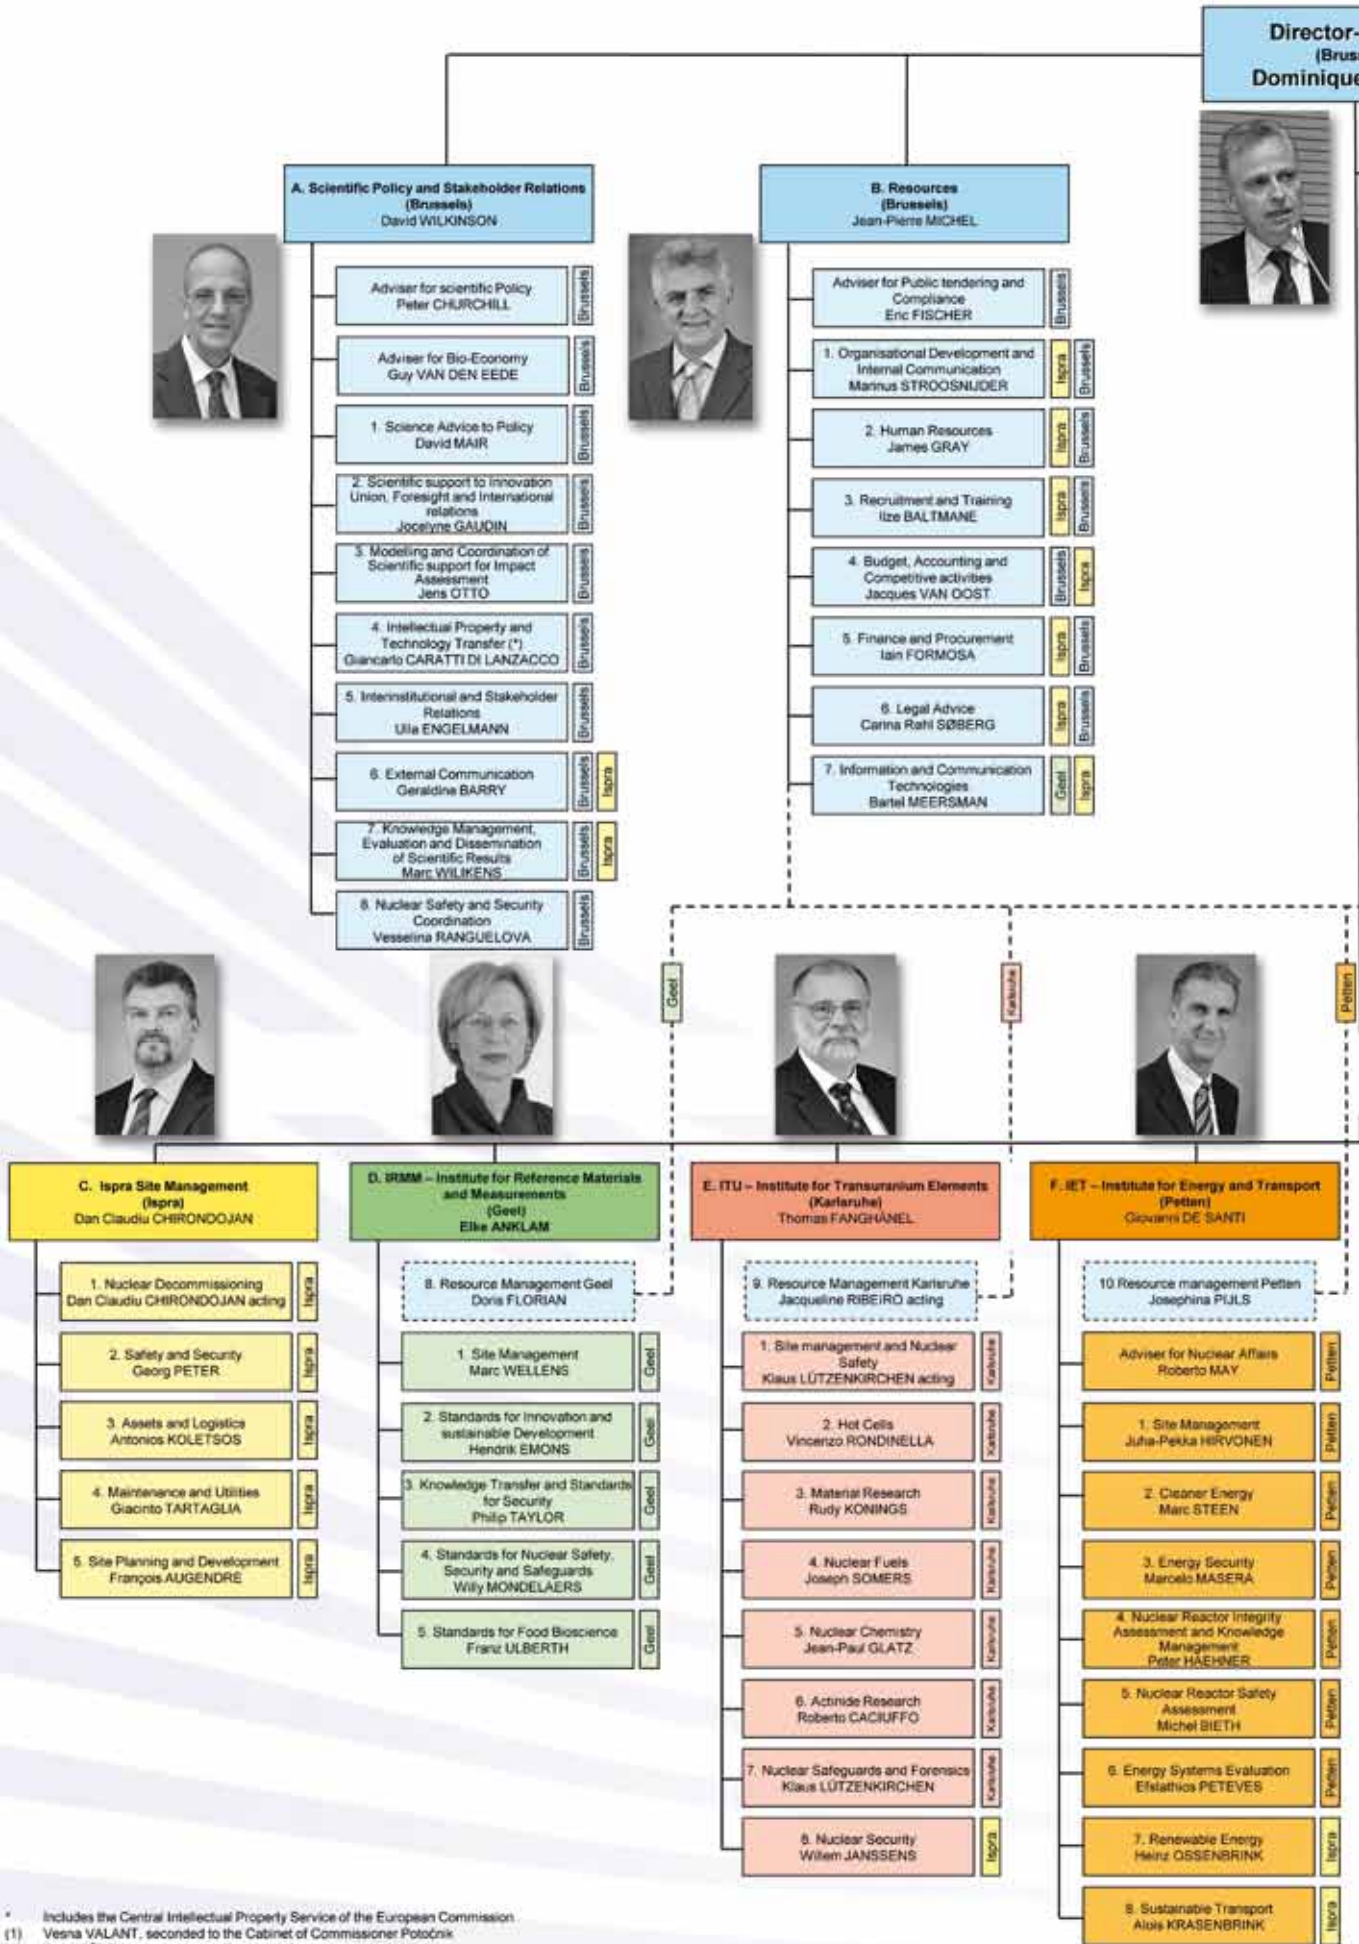 Director-
(Brus
Dominique
A. Scientific Policy and Stakeholder Relations
(Brussels)
David WILKINSON
Adviser for scientific Policy
Peter CHURCHILL
Brussels
Adviser for Bio-Economy
Guy VAN DEN EEDE
Brussels
1. Science Advice to Policy
David MAIR
Brussels
2. Scientific support to Innovation
Union, Foresight and International
relations
Jocelyne GAUDIN
Brussels
3. Modelling and Coordination of
Scientific support for Impact
Assessment
Jens OTTO
Brussels
4. Intellectual Property and
Technology Transfer (*)
Giancarlo CARATTI DI LANZACCO
Brussels
5. Interinstitutional and Stakeholder
Relations
Ulla ENGELMANN
Brussels
6. External Communication
Geraldine BARRY
Brussels
Ispra
7. Knowledge Management,
Evaluation and Dissemination
of Scientific Results
Marc WILIKENS
Brussels
Ispra
8. Nuclear Safety and Security
Coordination
Vesselina RANGUELOVA
Brussels
B. Resources
(Brussels)
Jean-Pierre MICHEL
Adviser for Public tendering and
Compliance
Eric FISCHER
Brussels
1. Organisational Development and
Internal Communication
Marinus STROOSNIJDER
Ispra
Brussels
2. Human Resources
James GRAY
Ispra
Brussels
3. Recruitment and Training
Ilze BALTMANE
Ispra
Brussels
4. Budget, Accounting and
Competitive activities
Jacques VAN OOST
Brussels
Ispra
5. Finance and Procurement
Iain FORMOSA
Ispra
Brussels
6. Legal Advice
Carina Røhl SØBERG
Ispra
Brussels
7. Information and Communication
Technologies
Bartel MEERSMAN
Geel
Ispra
Geel
Karlsruhe
Petten
C. Ispra Site Management
(Ispra)
Dan Claudiu CHIRONDOJAN
1. Nuclear Decommissioning
Dan Claudiu CHIRONDOJAN acting
Ispra
2. Safety and Security
Georg PETER
Ispra
3. Assets and Logistics
Antonios KOLETSOS
Ispra
4. Maintenance and Utilities
Giacinto TARTAGLIA
Ispra
5. Site Planning and Development
François AUGENDRE
Ispra
D. IRMM – Institute for Reference Materials
and Measurements
(Geel)
Elke ANKLAM
8. Resource Management Geel
Doris FLORIAN
1. Site Management
Marc WELLENS
Geel
2. Standards for Innovation and
sustainable Development
Hendrik EMONS
Geel
3. Knowledge Transfer and Standards
for Security
Philip TAYLOR
Geel
4. Standards for Nuclear Safety,
Security and Safeguards
Willy MONDELAERS
Geel
5. Standards for Food Bioscience
Franz ULBERTH
Geel
E. ITU – Institute for Transuranium Elements
(Karlsruhe)
Thomas FANGHÄNEL
9. Resource Management Karlsruhe
Jacqueline RIBEIRO acting
1. Site management and Nuclear
Safety
Klaus LÜTZENKIRCHEN acting
Karlsruhe
2. Hot Cells
Vincenzo RONDINELLA
Karlsruhe
3. Material Research
Rudy KONINGS
Karlsruhe
4. Nuclear Fuels
Joseph SOMERS
Karlsruhe
5. Nuclear Chemistry
Jean-Paul GLATZ
Karlsruhe
6. Actinide Research
Roberto CACIUFFO
Karlsruhe
7. Nuclear Safeguards and Forensics
Klaus LÜTZENKIRCHEN
Karlsruhe
8. Nuclear Security
Willem JANSSENS
Ispra
F. IET – Institute for Energy and Transport
(Petten)
Giovanni DE SANTI
10.Resource management Petten
Josephina PIJLS
Adviser for Nuclear Affairs
Roberto MAY
Petten
1. Site Management
Juha-Pekka HIRVONEN
Petten
2. Cleaner Energy
Marc STEEN
Petten
3. Energy Security
Marcelo MASERA
Petten
4. Nuclear Reactor Integrity
Assessment and Knowledge
Management
Peter HAEHNER
Petten
5. Nuclear Reactor Safety
Assessment
Michel BIETH
Petten
6. Energy Systems Evaluation
Efstathios PETEVES
Petten
7. Renewable Energy
Heinz OSSENBRINK
Ispra
8. Sustainable Transport
Alois KRASENBRINK
Ispra
* Includes the Central Intellectual Property Service of the European Commission
(1) Vesna VALANT, seconded to the Cabinet of Commissioner Potočnik